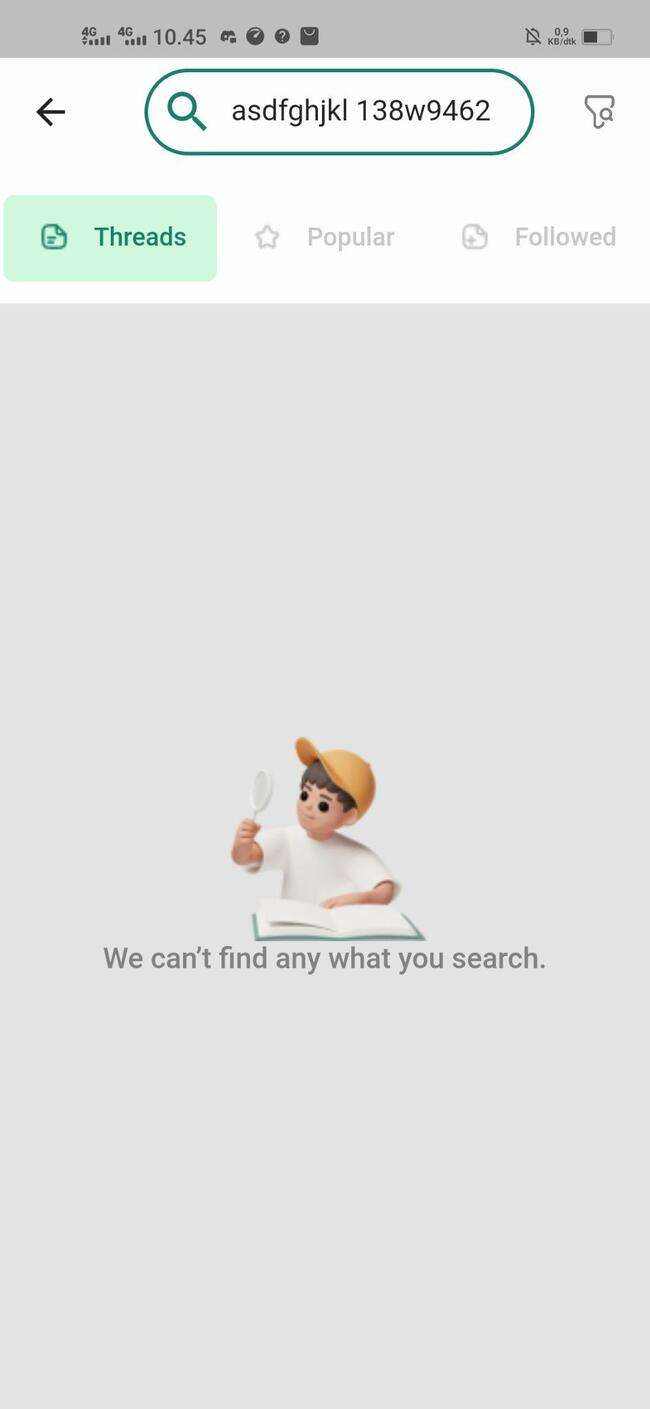 4G 4G 10.45 0,9 KB/dtk
asdfghjkl 138w9462
Threads Popular Followed
We can’t find any what you search.